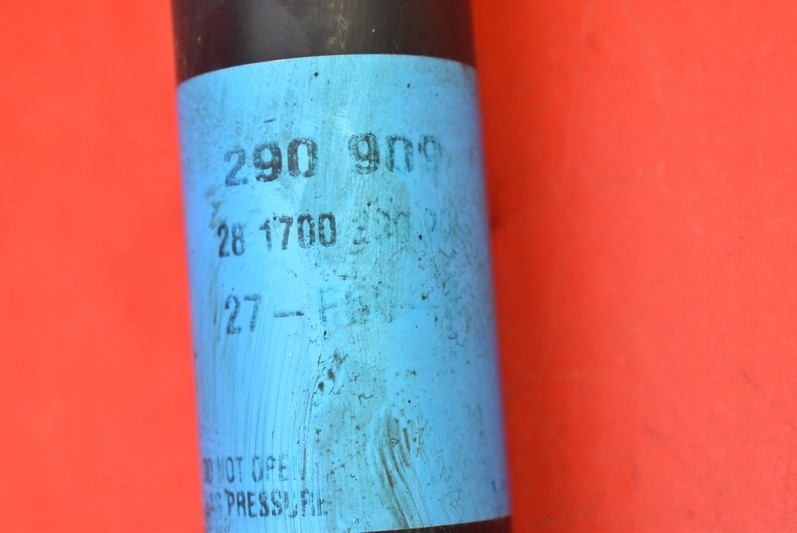 290 909
28 1700
27 -
DO NOT OPEN
GAS PRESSURE